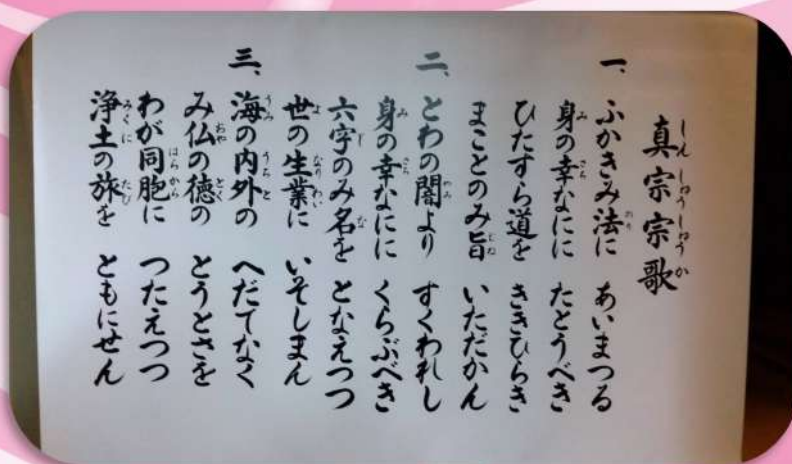 真宗宗歌
一、ふかきみ法に あいまつる
身の幸なにに たとうべき
ひたすら道を ききひらき
まことのみ旨 いただかん
二、とわの闇より すくわれし
身の幸なにに くらぶべき
六字のみ名を となえつつ
世の生業に いそしまん
三、海の内外の へだてなく
み仏の徳の とうとさを
わが同胞に つたえつつ
浄土の旅を ともにせん